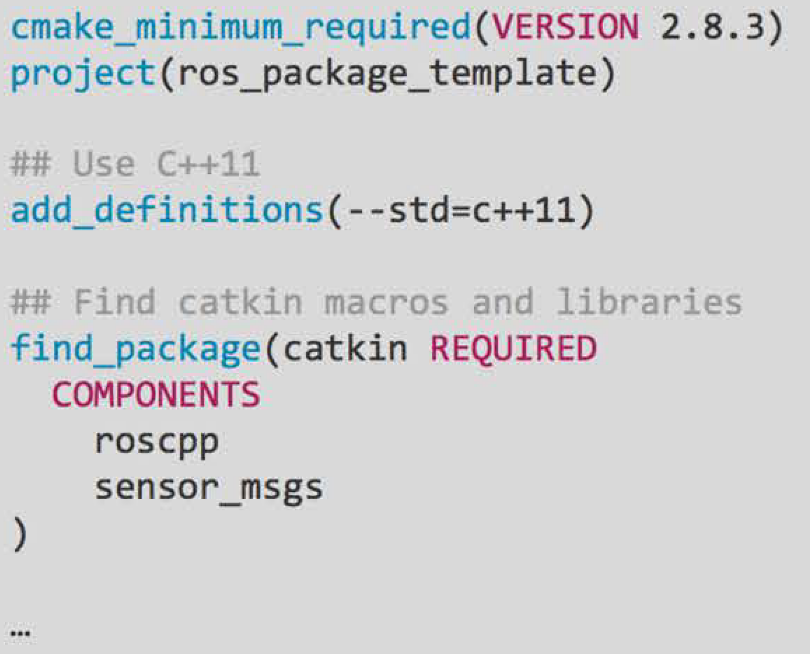 cmake_minimum_required(VERSION 2.8.3)
project(ros_package_template)

## Use C++11
add_definitions(--std=c++11)

## Find catkin macros and libraries
find_package(catkin REQUIRED
  COMPONENTS
    roscpp
    sensor_msgs
)

…